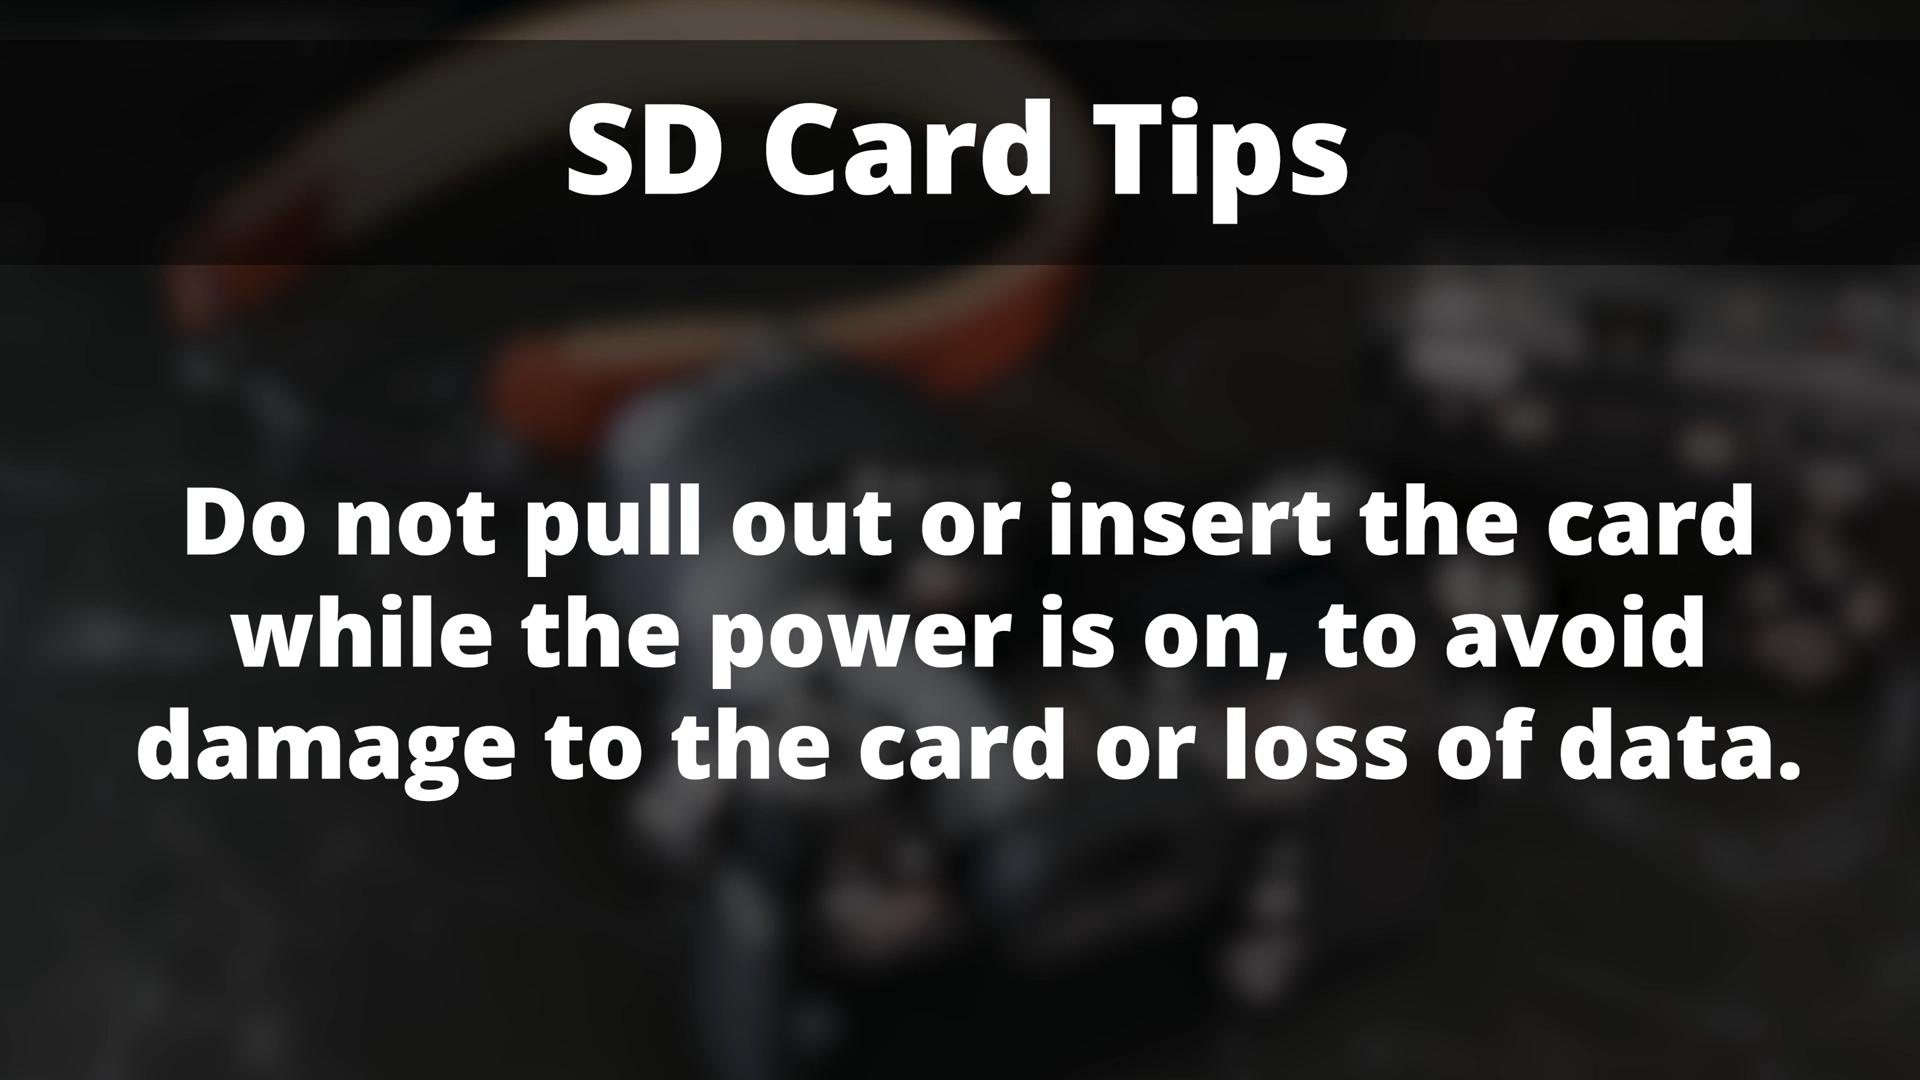 SD Card Tips
Do not pull out or insert the card
while the power is on, to avoid
damage to the card or loss of data.